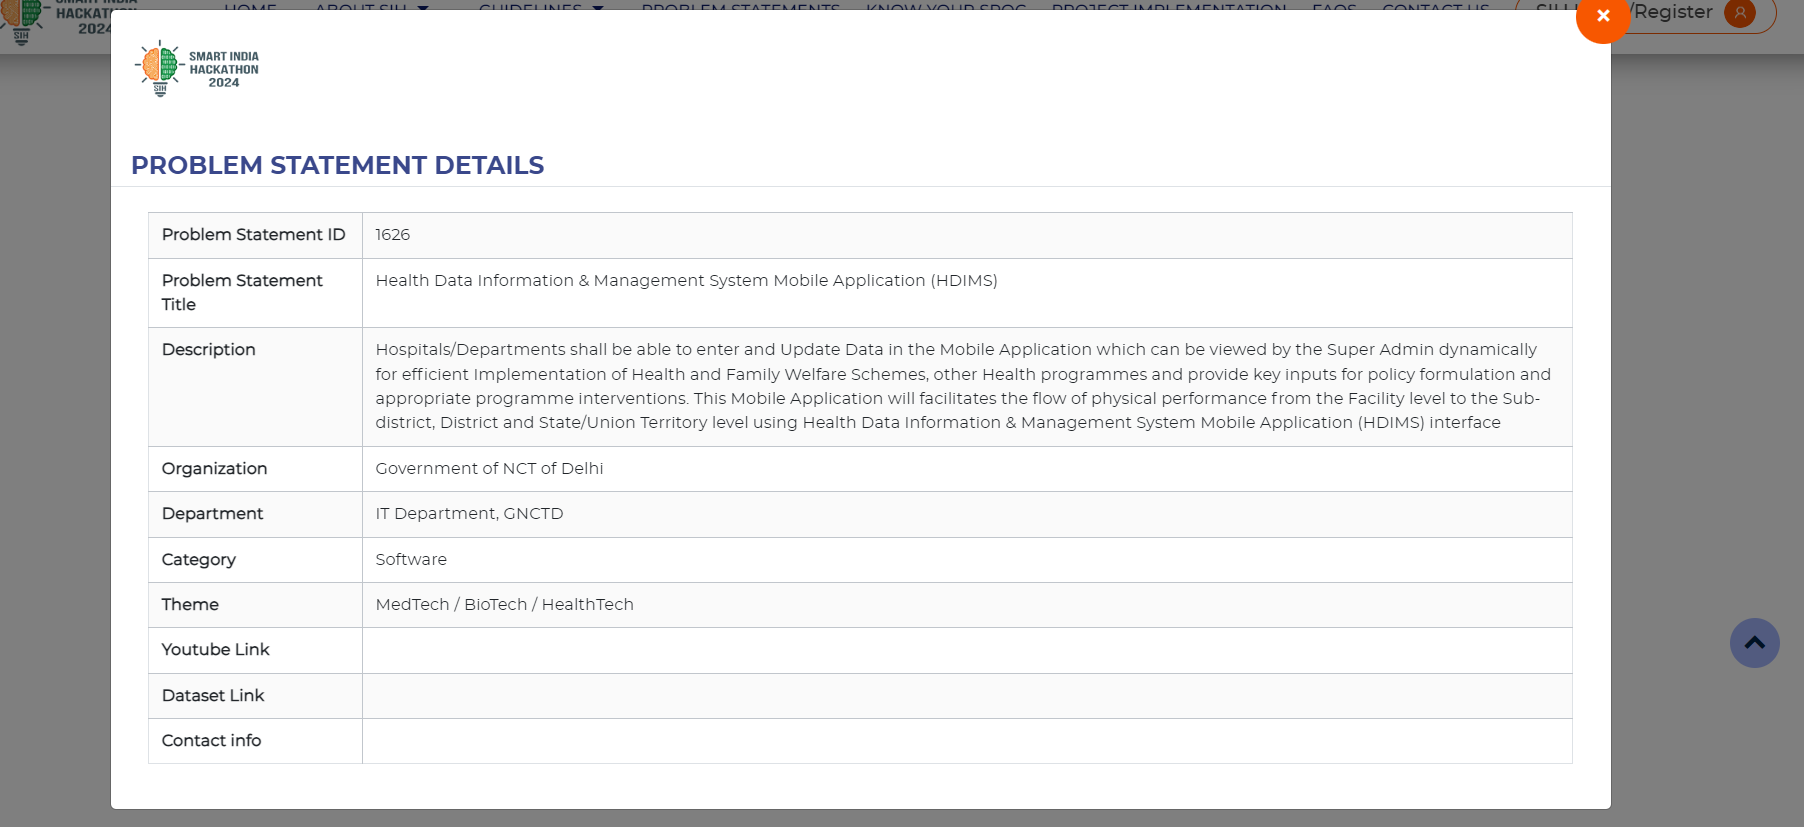 SMART INDIA
HACKATHON
2024
SIH
HOME ABOUT SIH GUIDELINES PROBLEM STATEMENTS KNOW YOUR SPOC PROJECT IMPLEMENTATION FAQS CONTACT US /Register
SMART INDIA
HACKATHON
2024
SIH
PROBLEM STATEMENT DETAILS
Problem Statement ID 1626
Problem Statement Title Health Data Information & Management System Mobile Application (HDIMS)
Description Hospitals/Departments shall be able to enter and Update Data in the Mobile Application which can be viewed by the Super Admin dynamically
for efficient Implementation of Health and Family Welfare Schemes, other Health programmes and provide key inputs for policy formulation and
appropriate programme interventions. This Mobile Application will facilitates the flow of physical performance from the Facility level to the Sub-
district, District and State/Union Territory level using Health Data Information & Management System Mobile Application (HDIMS) interface
Organization Government of NCT of Delhi
Department IT Department, GNCTD
Category Software
Theme MedTech / BioTech / HealthTech
Youtube Link
Dataset Link
Contact info